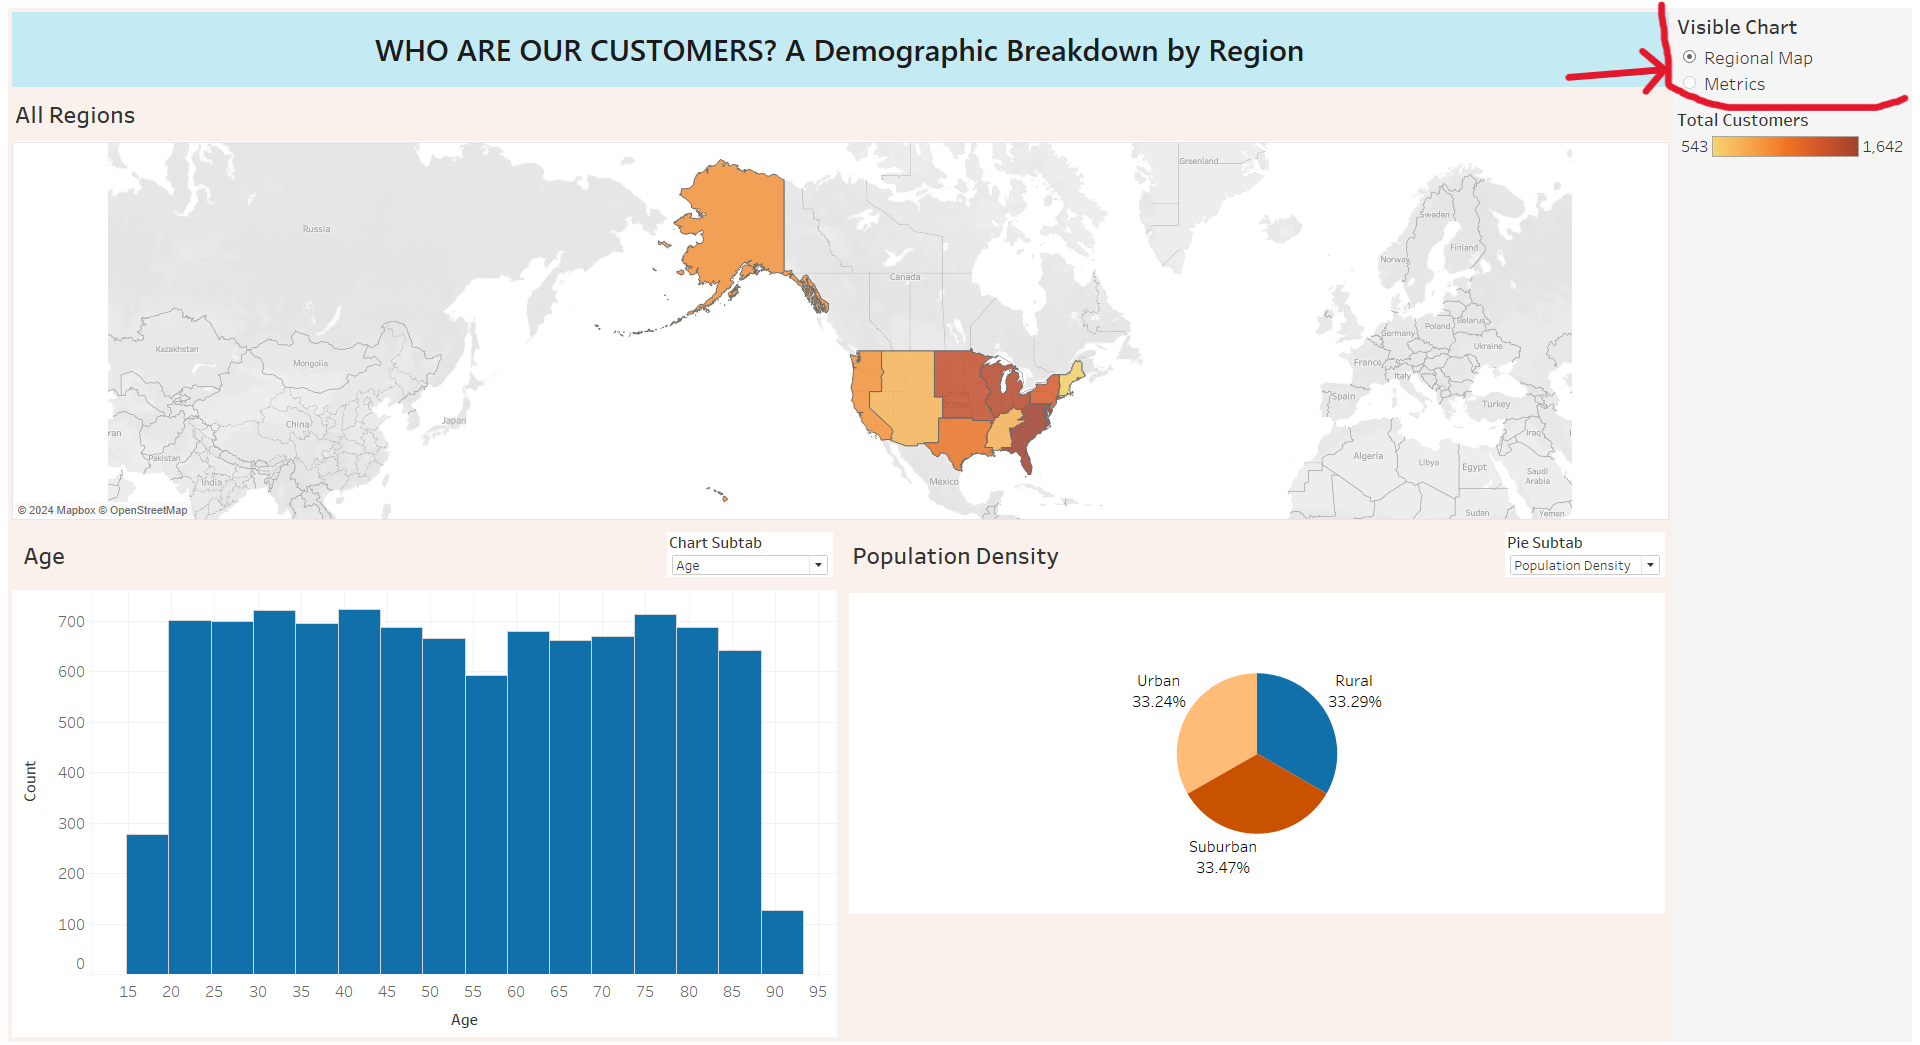 WHO ARE OUR CUSTOMERS? A Demographic Breakdown by Region
Visible Chart
Regional Map
Metrics
Total Customers
543 1,642
All Regions
Greenland
Russia
Sweden
Finland
Norway
Canada
Kazakhstan
Mongolia
Germany
Poland
Belarus
Ukraine
France
Italy
United
States
Spain
Turkey
Japan
China
ran
Iraq
Pakistan
Algeria
Libya
Egypt
Saudi
Arabia
India
Mexico
Sudan
Yemen
© 2024 Mapbox © OpenStreetMap
Age
Chart Subtab
Age
Population Density
Pie Subtab
Population Density
700
600
500
400
300
200
100
0
Count
15 20 25 30 35 40 45 50 55 60 65 70 75 80 85 90 95
Age
Urban
33.24%
Rural
33.29%
Suburban
33.47%